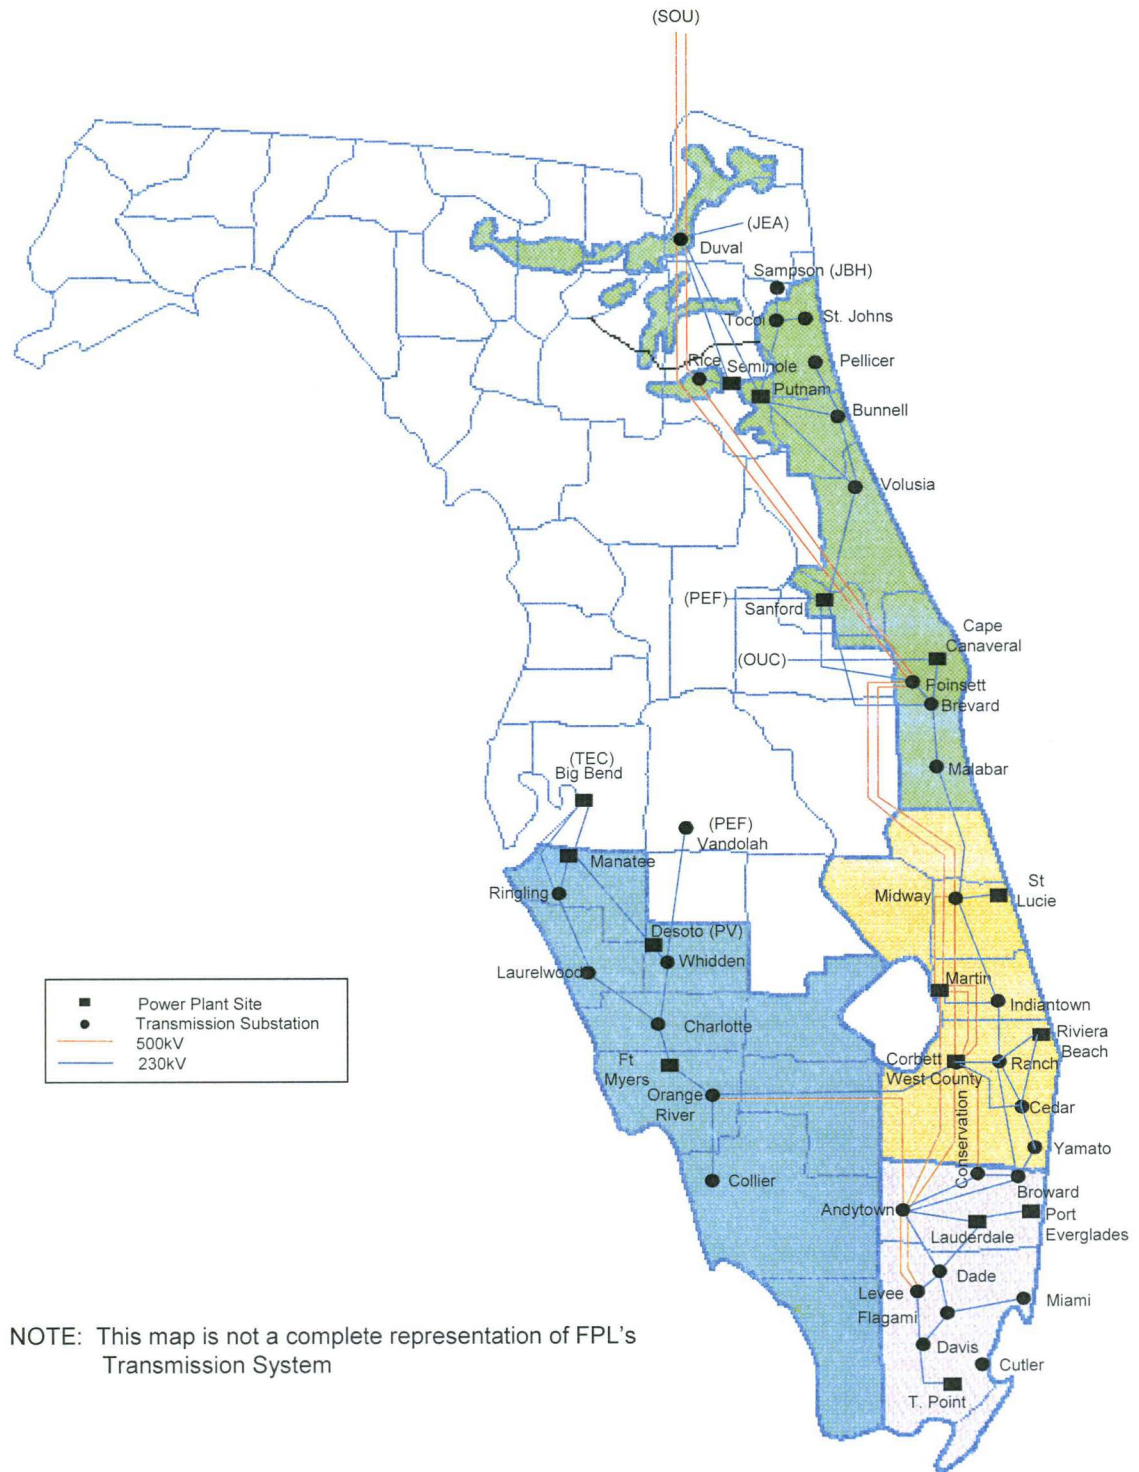 (SOU)
(JEA)
Duval
Sampson (JBH)
Tocoi
St. Johns
Rice
Seminole
Pellicer
Putnam
Bunnell
Volusia
(PEF)
Sanford
Cape
Canaveral
(OUC)
Foinsett
Brevard
(TEC)
Big Bend
Malabar
(PEF)
Vandolah
Manatee
Ringling
Midway
St
Lucie
Desoto (PV)
Laurelwood
Whidden
Martin
Indiantown
Power Plant Site
Transmission Substation
500kV
230kV
Charlotte
Riviera
Beach
Ft
Myers
Corbett
West County
Ranch
Orange
River
Cedar
Conservation
Yamato
Collier
Broward
Andytown
Port
Everglades
Lauderdale
Dade
Levee
Miami
Flagami
NOTE: This map is not a complete representation of FPL's
Transmission System
Davis
Cutler
T. Point